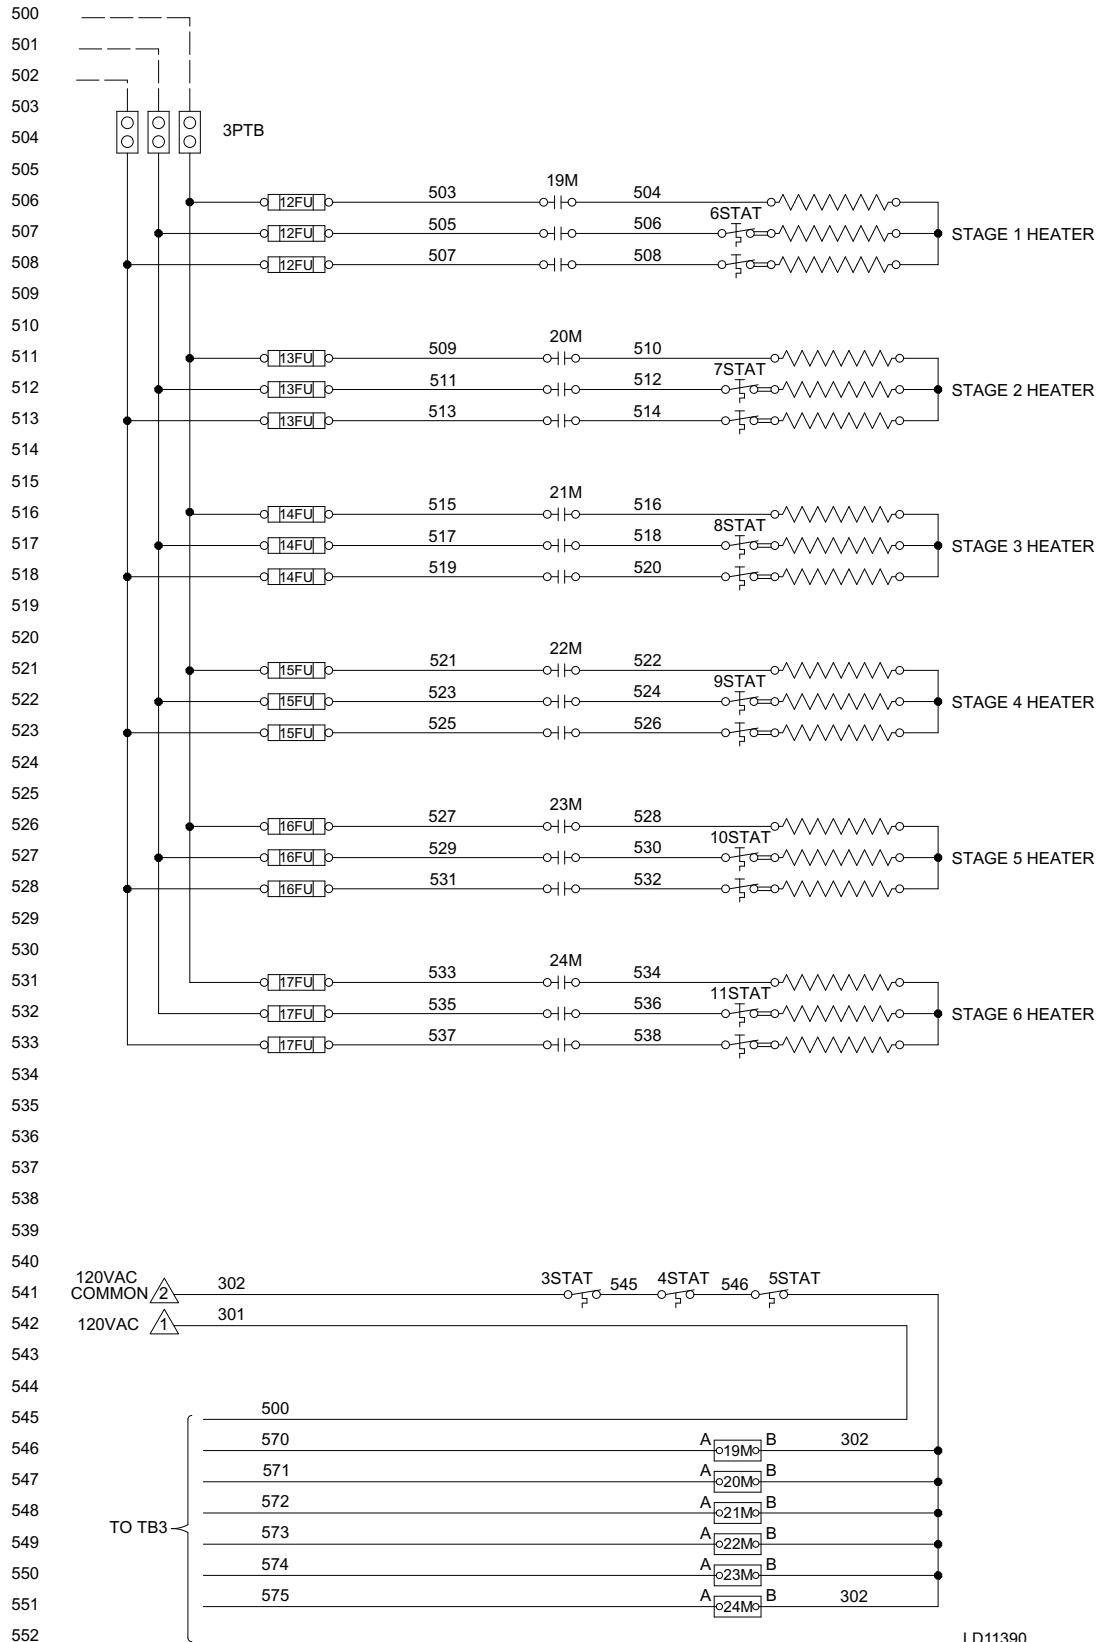 500
501
502
503
504 3PTB
505
19M
506 12FU 503 504
6STAT
507 12FU 505 506 STAGE 1 HEATER
508 12FU 507 508
509
510
20M
511 13FU 509 510
7STAT
512 13FU 511 512 STAGE 2 HEATER
513 13FU 513 514
514
515
21M
516 14FU 515 516
8STAT
517 14FU 517 518 STAGE 3 HEATER
518 14FU 519 520
519
520
22M
521 15FU 521 522
9STAT
522 15FU 523 524 STAGE 4 HEATER
523 15FU 525 526
524
525
23M
526 16FU 527 528
10STAT
527 16FU 529 530 STAGE 5 HEATER
528 16FU 531 532
529
530
24M
531 17FU 533 534
11STAT
532 17FU 535 536 STAGE 6 HEATER
533 17FU 537 538
534
535
536
537
538
539
540
120VAC
541 COMMON 2 302 3STAT 545 4STAT 546 5STAT
542 120VAC 1 301
543
544
545 500
546 570 A 19M B 302
547 571 A 20M B
548 572 A 21M B
TO TB3
549 573 A 22M B
550 574 A 23M B
551 575 A 24M B 302
552 LD11390